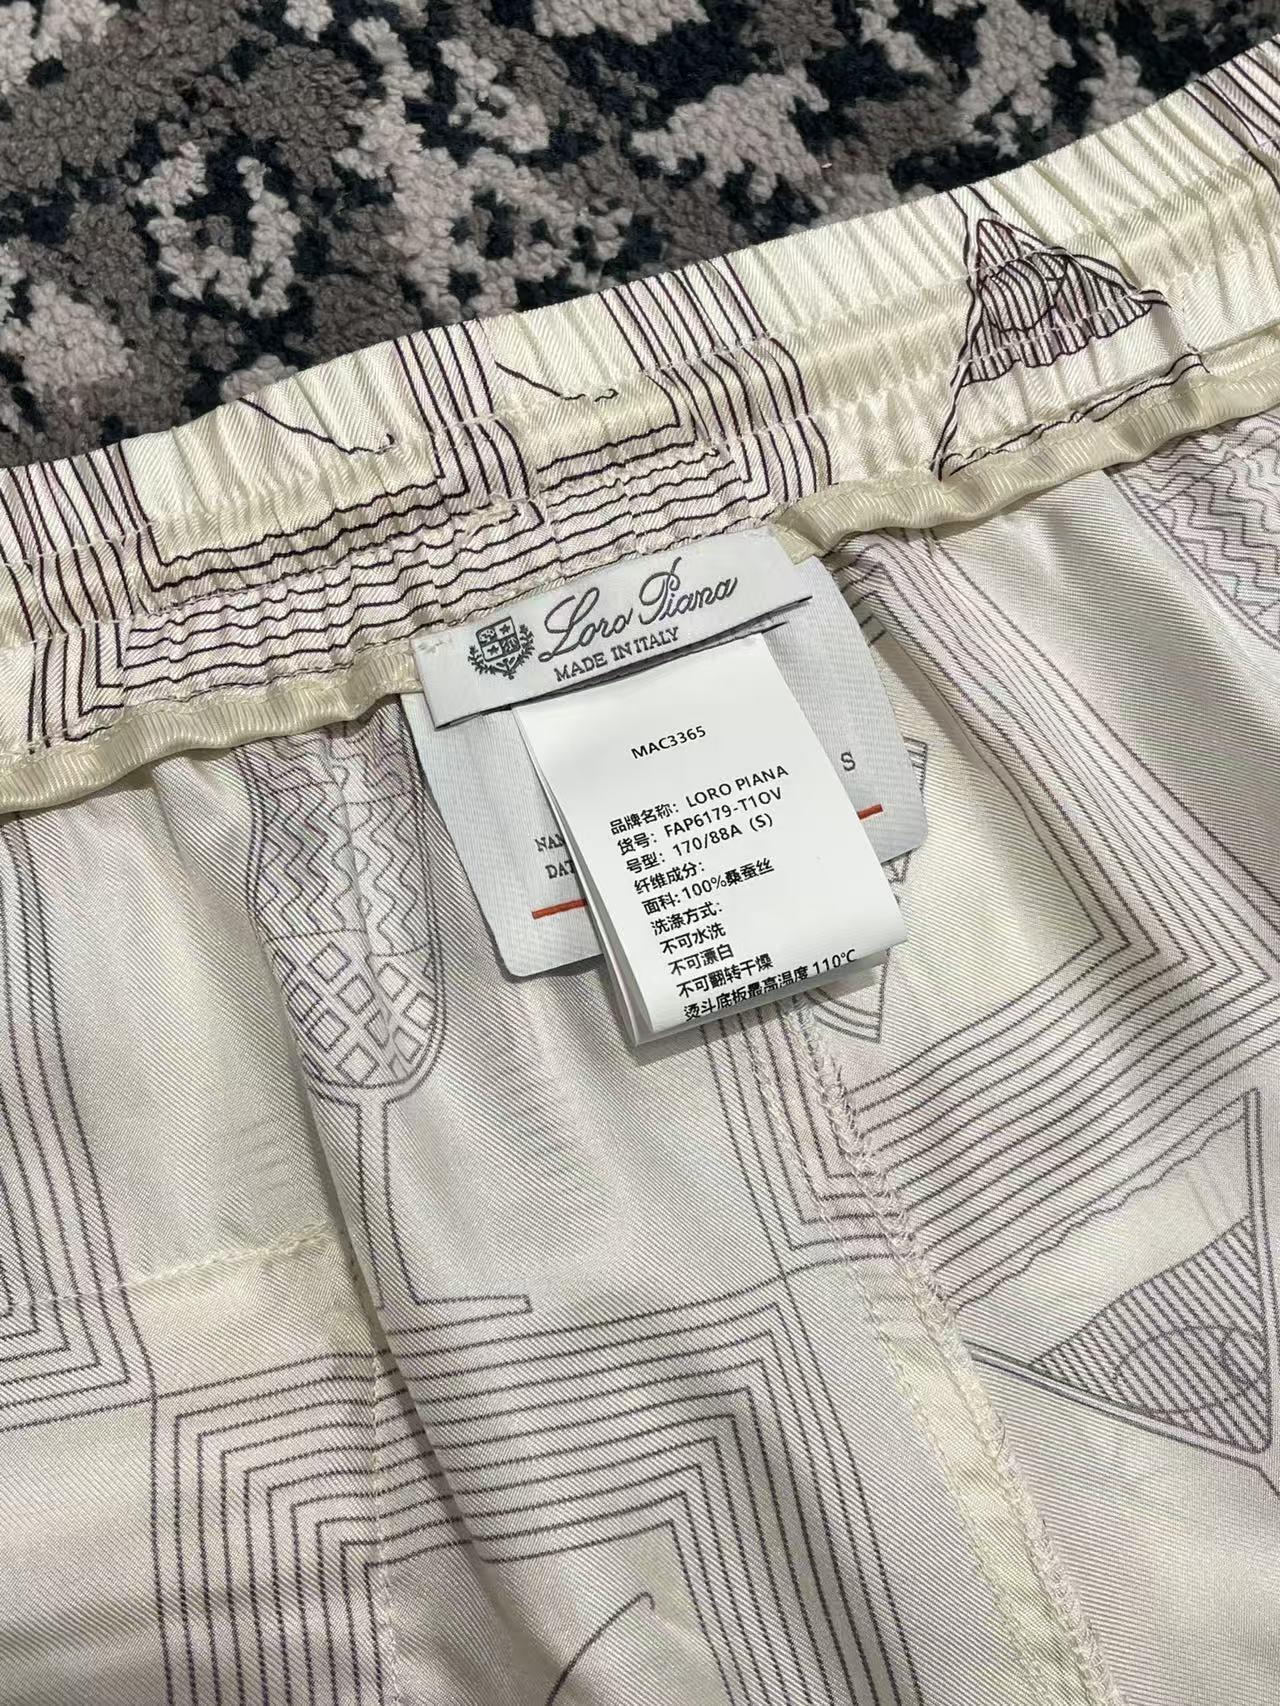 Loro Piana
MADE IN ITALY
MAC3365
S
品牌名称: LORO PIANA
货号: FAP6179-T1OV
号型: 170/88A (S)
纤维成分:
面料: 100%桑蚕丝
洗涤方式:
不可水洗
不可漂白
不可翻转干燥
熨斗底板最高温度 110℃